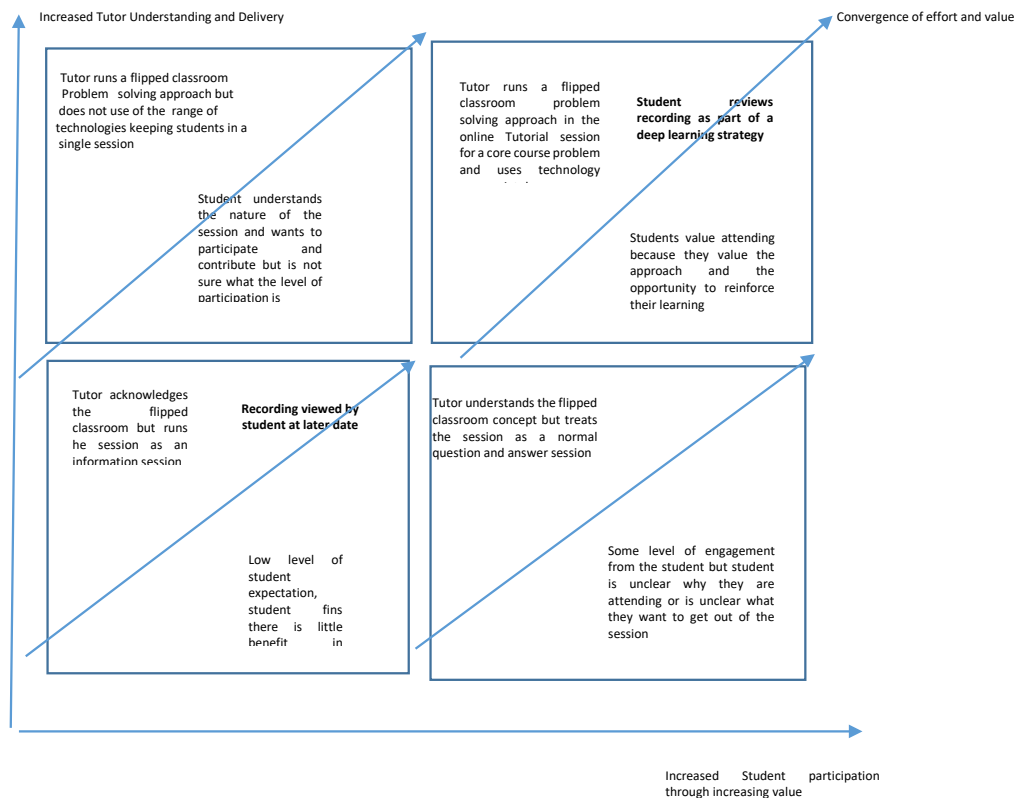 Increased Tutor Understanding and Delivery
Convergence of effort and value
Tutor runs a flipped classroom
Problem solving approach but
does not use of the range of
technologies keeping students in a
single session
Student understands
the nature of the
session and wants to
participate and
contribute but is not
sure what the level of
participation is
Tutor runs a flipped
classroom problem
solving approach in the
online Tutorial session
for a core course problem
and uses technology
Student reviews
recording as part of a
deep learning strategy
Students value attending
because they value the
approach and the
opportunity to reinforce
their learning
Tutor acknowledges
the flipped
classroom but runs
he session as an
information session
Recording viewed by
student at later date
Low level of
student
expectation,
student fins
there is little
benefit in
Tutor understands the flipped
classroom concept but treats
the session as a normal
question and answer session
Some level of engagement
from the student but student
is unclear why they are
attending or is unclear what
they want to get out of the
session
Increased Student participation
through increasing value